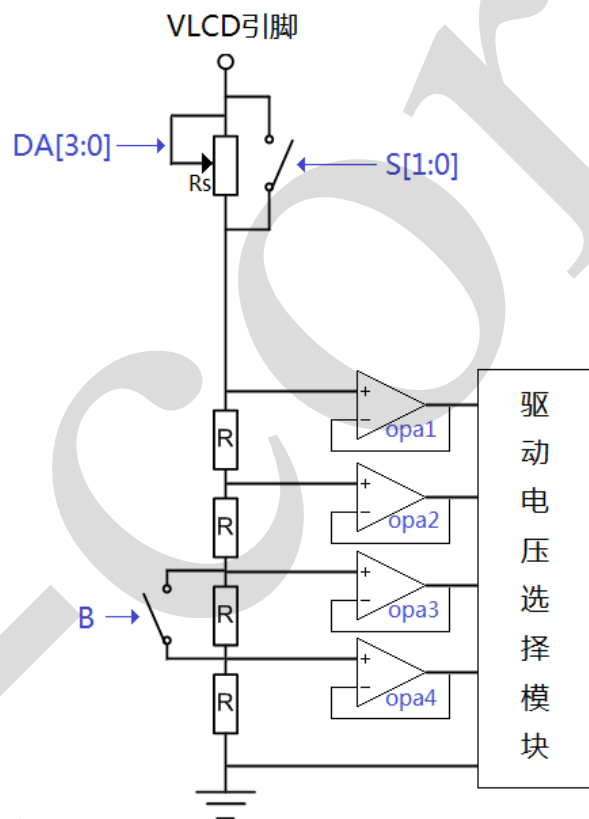 VLCD引脚
DA[3:0]
Rs
S[1:0]
+
-
opa1
R
+
-
opa2
R
+
-
opa3
B
R
+
-
opa4
R
驱
动
电
压
选
择
模
块